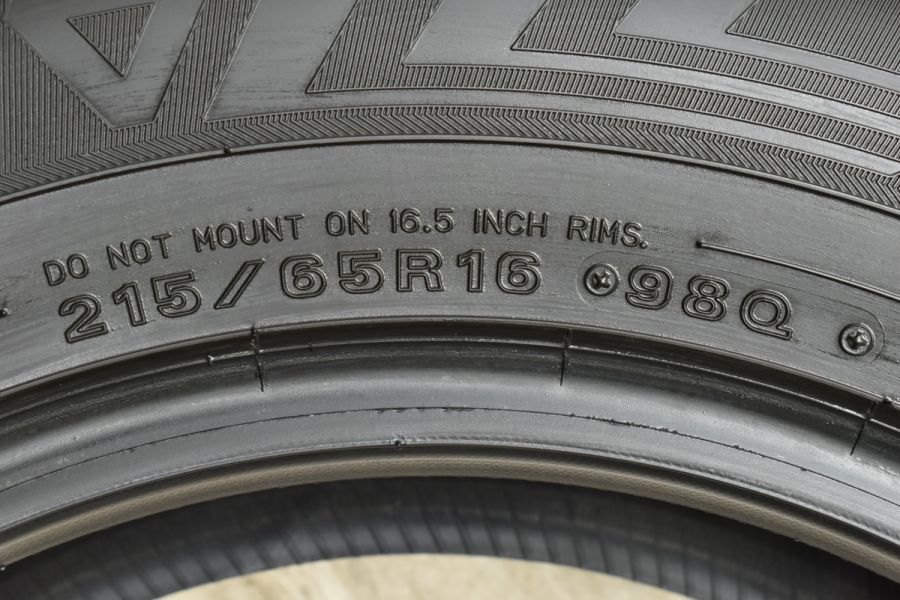 DO NOT MOUNT ON 16.5 INCH RIMS.
215/65R16 98Q